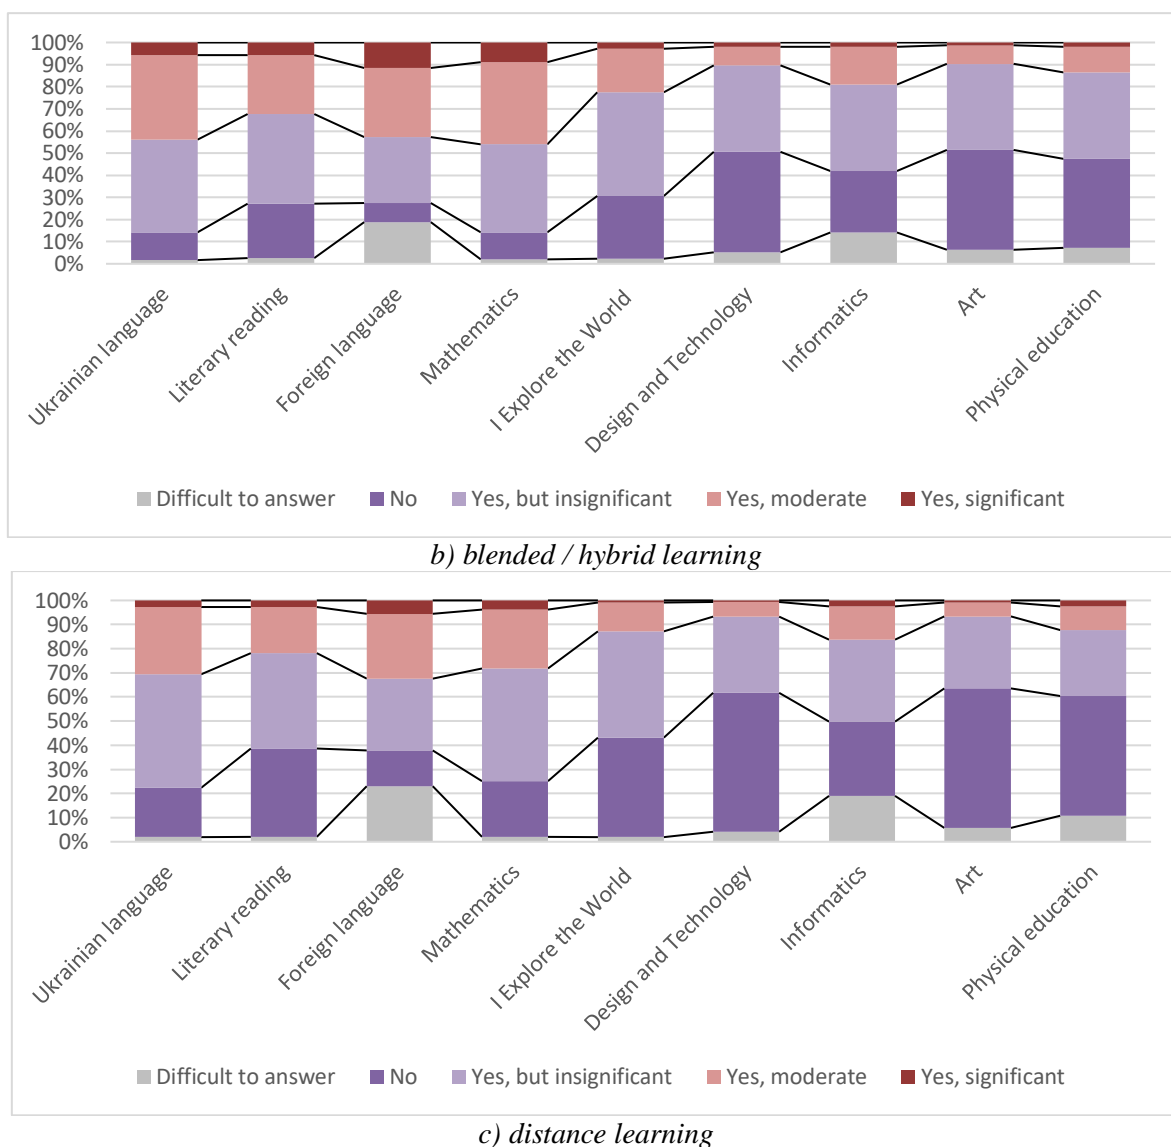 100%
90%
80%
70%
60%
50%
40%
30%
20%
10%
0%
Ukrainian language
Literary reading
Foreign language
Mathematics
I Explore the World
Design and Technology
Informatics
Art
Physical education
Difficult to answer No Yes, but insignificant Yes, moderate Yes, significant
b) blended / hybrid learning
100%
90%
80%
70%
60%
50%
40%
30%
20%
10%
0%
Ukrainian language
Literary reading
Foreign language
Mathematics
I Explore the World
Design and Technology
Informatics
Art
Physical education
Difficult to answer No Yes, but insignificant Yes, moderate Yes, significant
c) distance learning